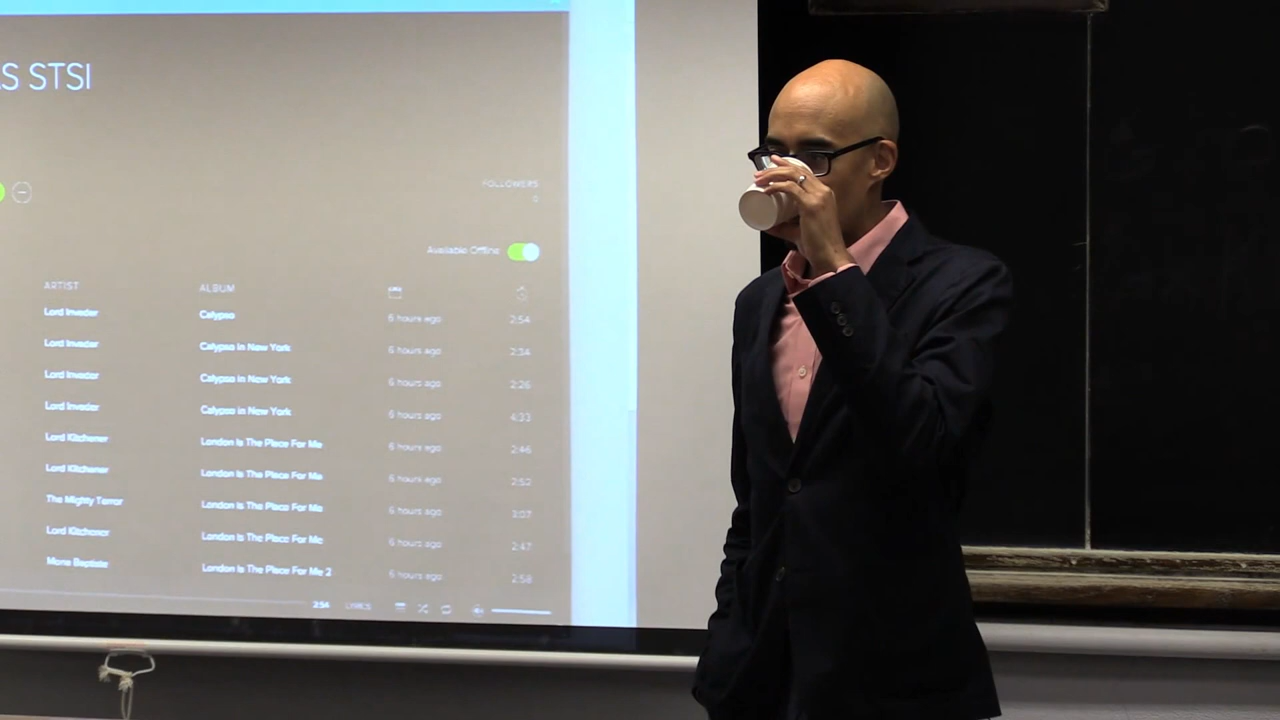 S STSI
FOLLOWERS
0
Available Offline
ARTIST ALBUM
Lord Invader Calypso 6 hours ago 2:54
Lord Invader Calypso in New York 6 hours ago 2:34
Lord Invader Calypso in New York 6 hours ago 2:26
Lord Invader Calypso in New York 6 hours ago 4:33
Lord Kitchener London Is The Place For Me 6 hours ago 2:46
Lord Kitchener London Is The Place For Me 6 hours ago 2:52
The Mighty Terror London Is The Place For Me 6 hours ago 3:07
Lord Kitchener London Is The Place For Me 6 hours ago 2:47
Mona Baptiste London Is The Place For Me 2 6 hours ago 2:58
2:54 LYRICS